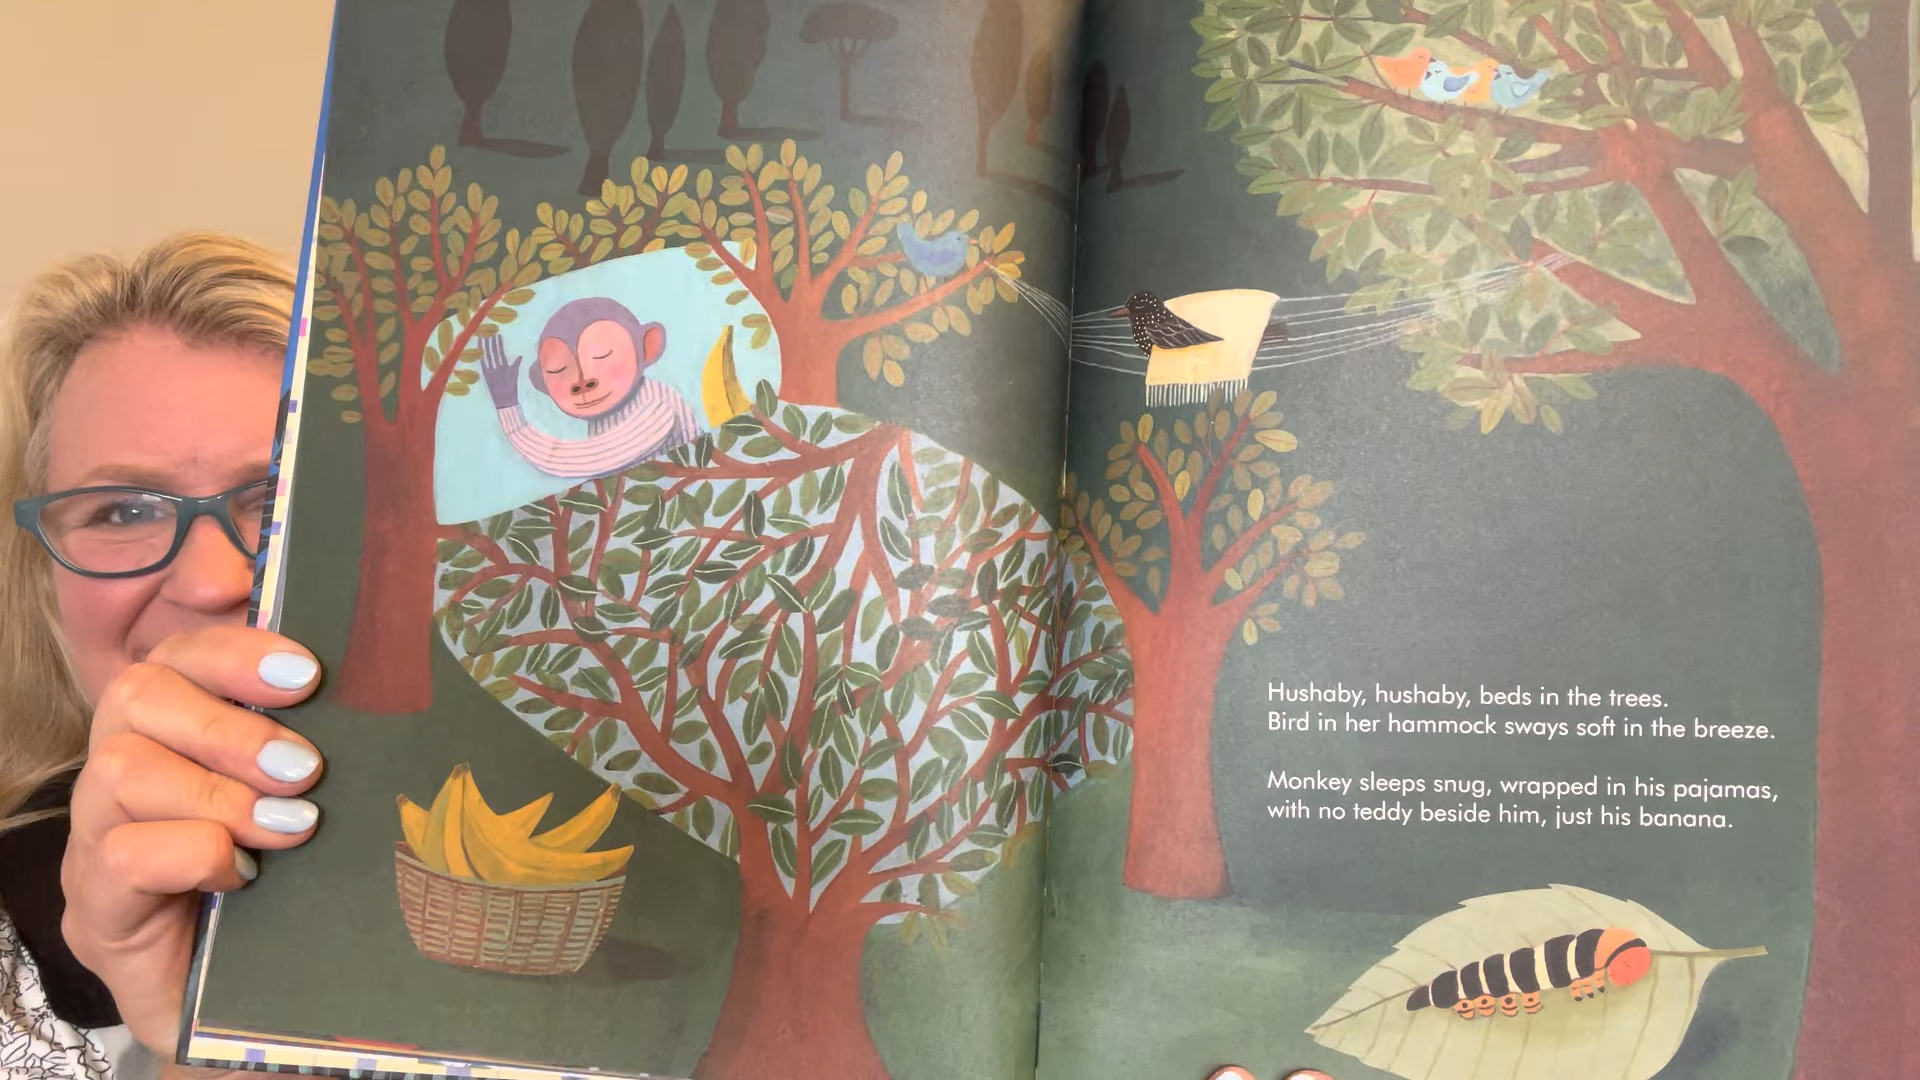 Hushaby, hushaby, beds in the trees.
Bird in her hammock sways soft in the breeze.
Monkey sleeps snug, wrapped in his pajamas,
with no teddy beside him, just his banana.